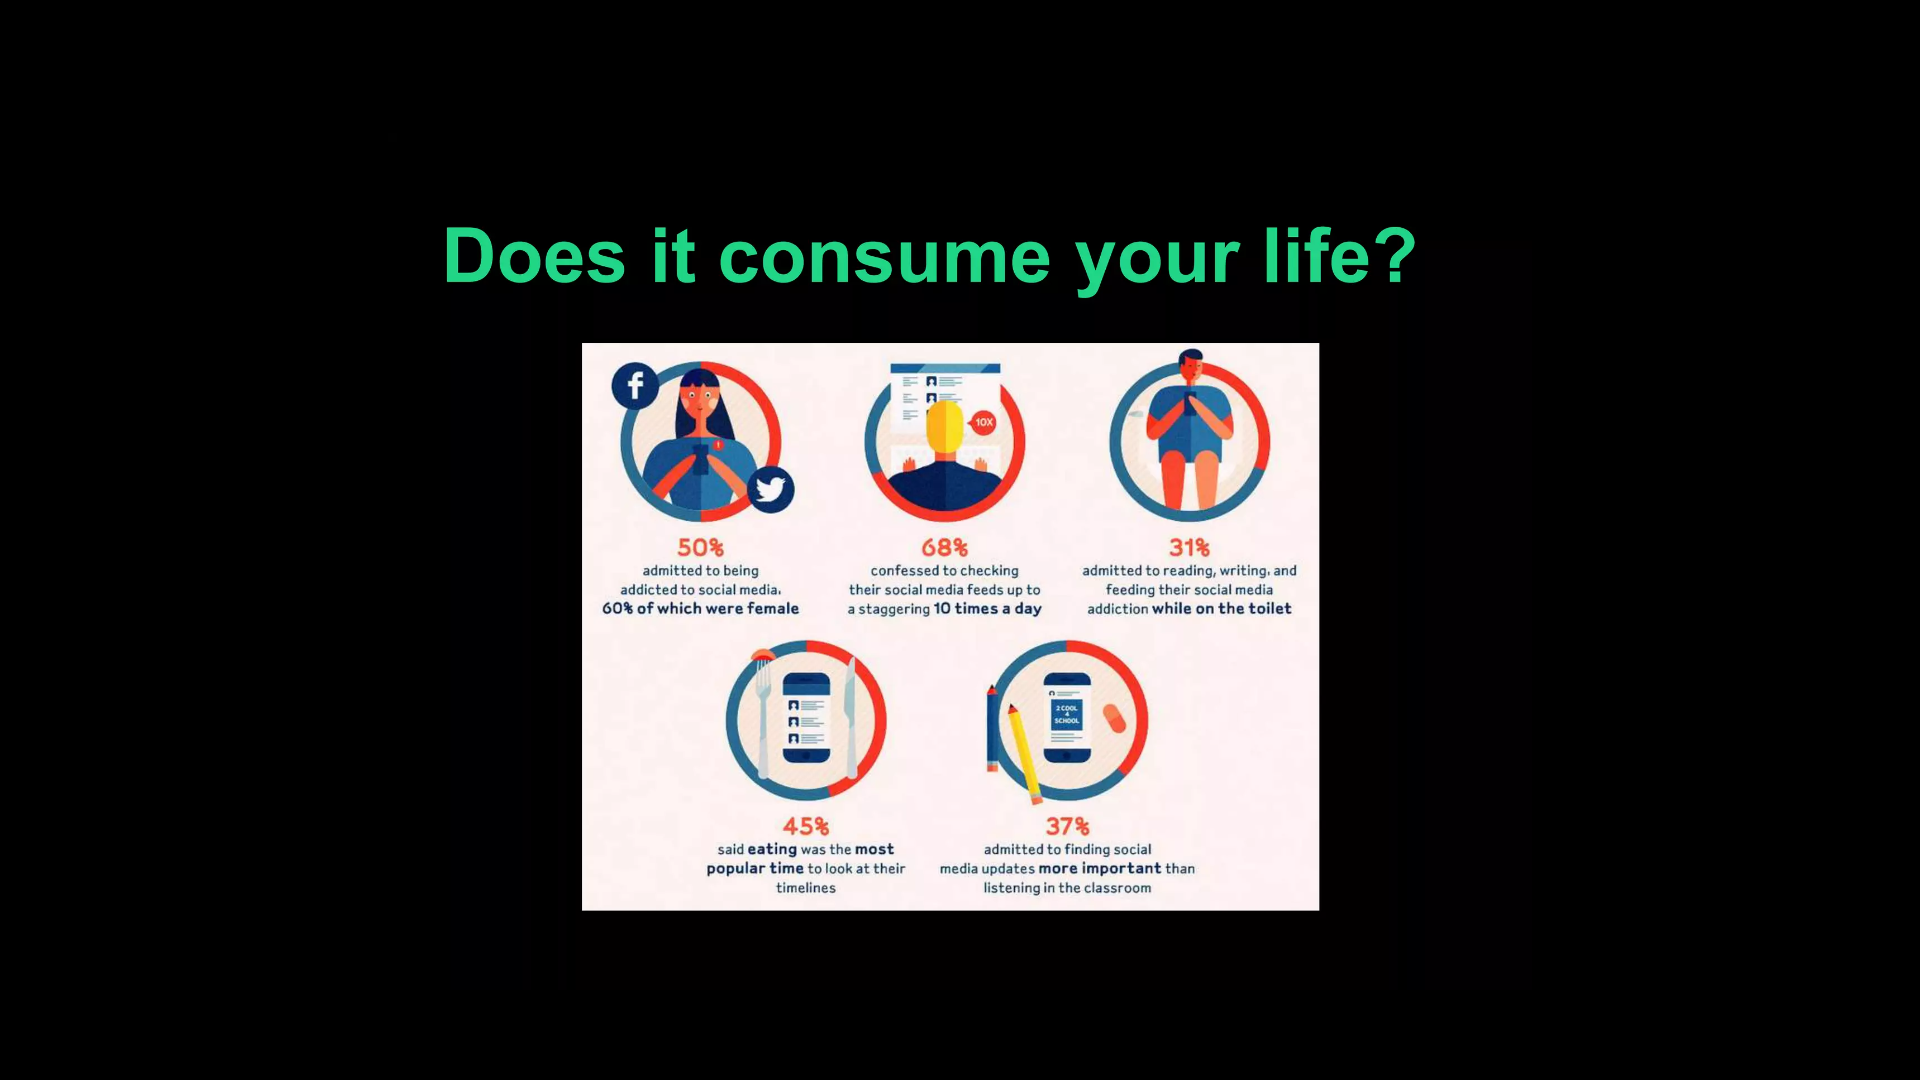 Does it consume your life?
f
10X
50%
admitted to being
addicted to social media,
60% of which were female
68%
confessed to checking
their social media feeds up to
a staggering 10 times a day
31%
admitted to reading, writing, and
feeding their social media
addiction while on the toilet
45%
said eating was the most
popular time to look at their
timelines
2 COOL
4
SCHOOL
37%
admitted to finding social
media updates more important than
listening in the classroom